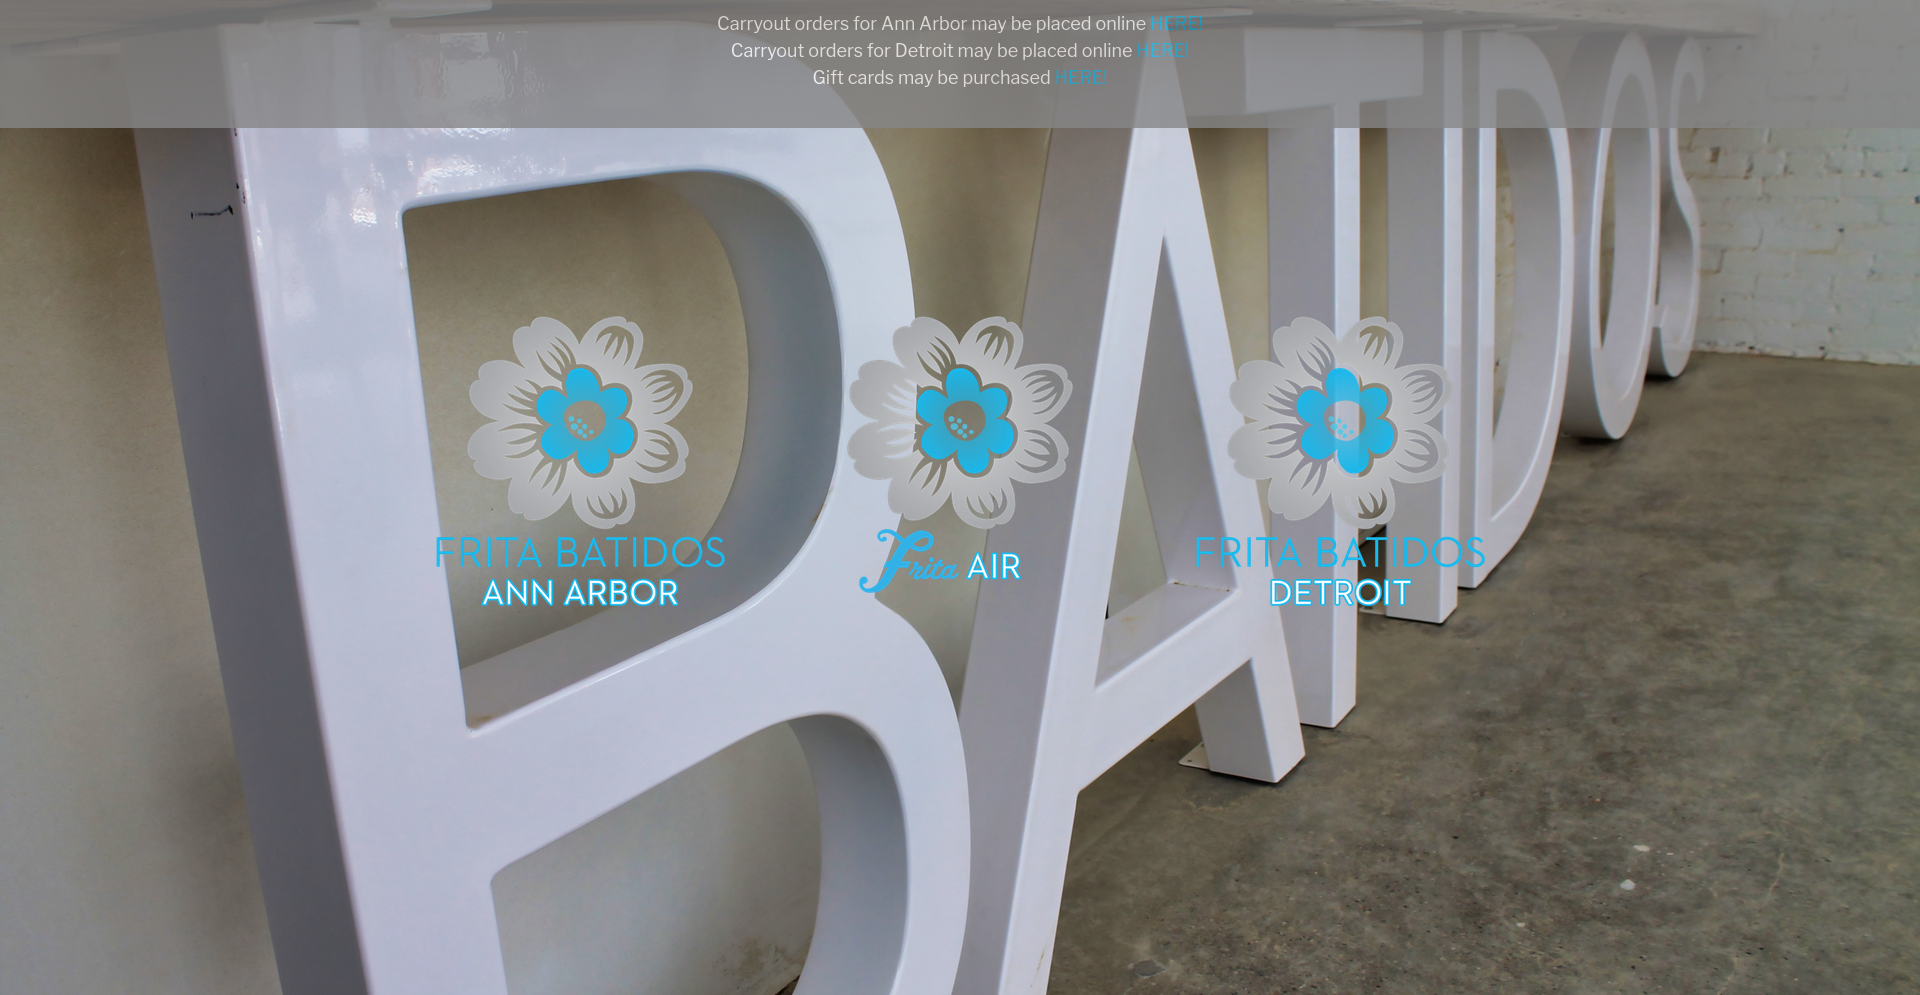 Carryout orders for Ann Arbor may be placed online HERE!
Carryout orders for Detroit may be placed online HERE!
Gift cards may be purchased HERE!
BATIDOS
FRITA BATIDOS
ANN ARBOR
Frita AIR
FRITA BATIDOS
DETROIT